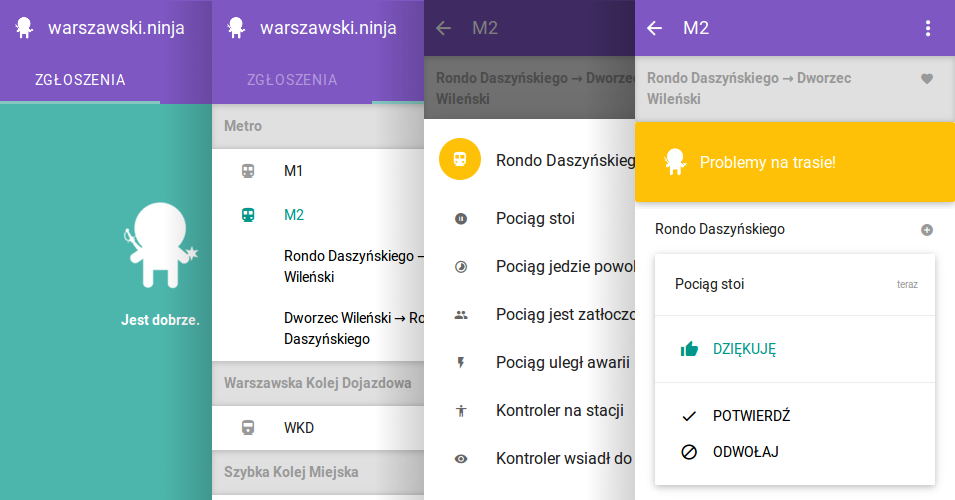 warszawski.ninja
ZGŁOSZENIA
Jest dobrze.
warszawski.ninja
ZGŁOSZENIA
Metro
M1
M2
Rondo Daszyńskiego →
Wileński
Dworzec Wileński → Ro
Daszyńskiego
Warszawska Kolej Dojazdowa
WKD
Szybka Kolej Miejska
M2
Rondo Daszyńskiego → Dworze
Wileński
Rondo Daszyńskieg
Pociąg stoi
Pociąg jedzie powol
Pociąg jest zatłoczo
Pociąg uległ awarii
Kontroler na stacji
Kontroler wsiadł do
M2
Rondo Daszyńskiego → Dworzec
Wileński
Problemy na trasie!
Rondo Daszyńskiego
Pociąg stoi
teraz
DZIĘKUJĘ
POTWIERDŹ
ODWOŁAJ